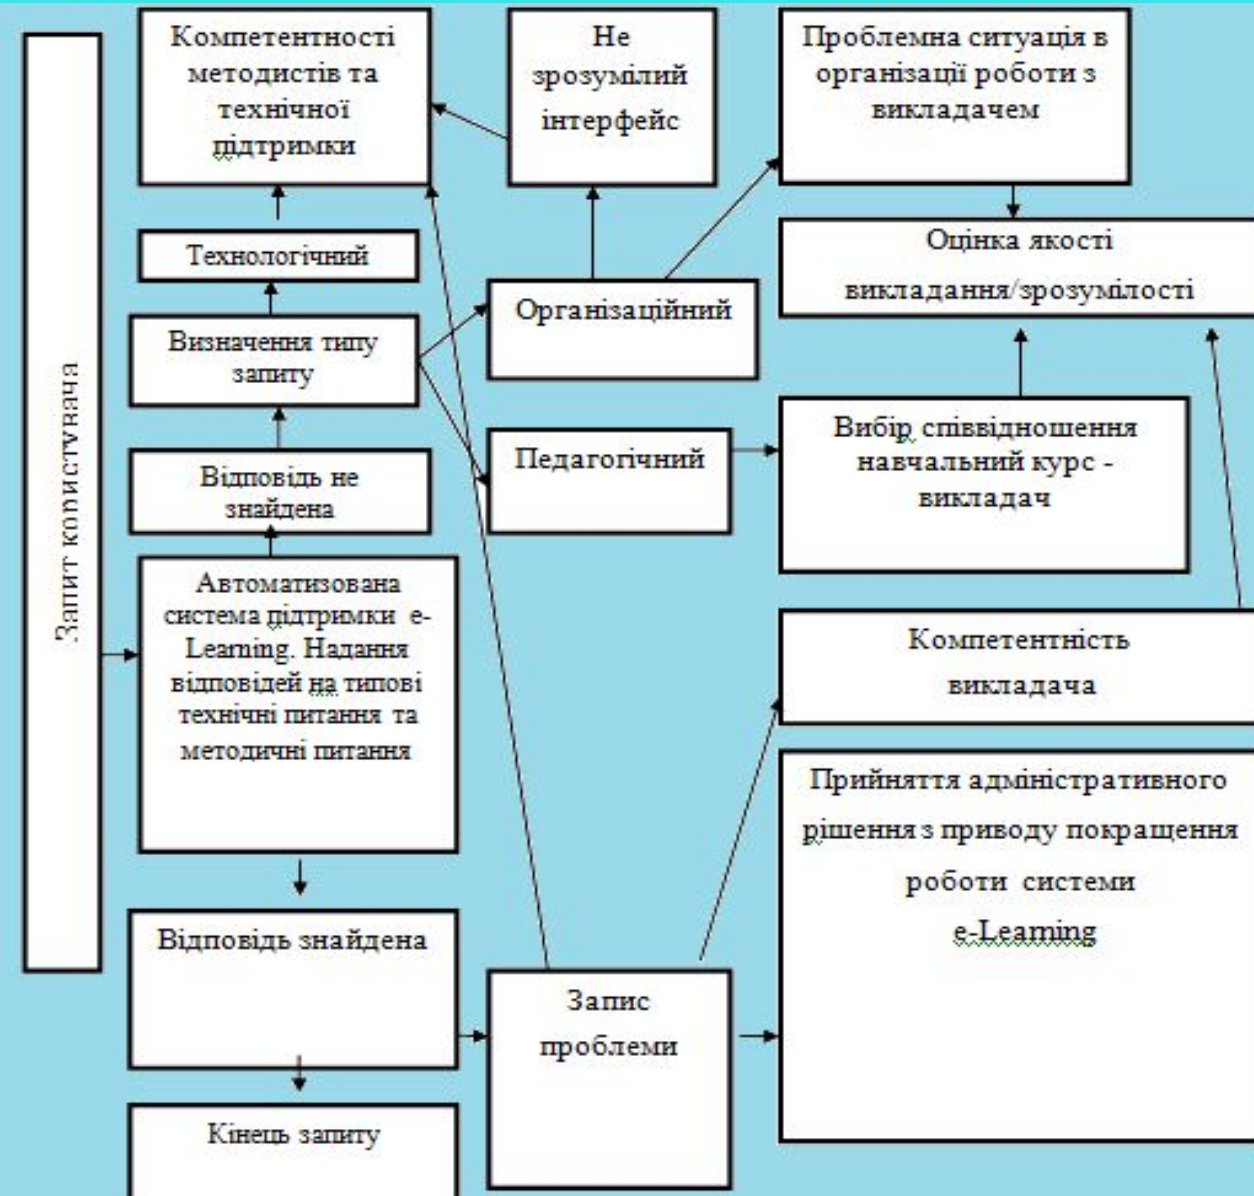 Запит користувача
Компетентності
методистів та
технічної
підтримки
Не
зрозумілий
інтерфейс
Проблемна ситуація в
організації роботи з
викладачем
Технологічний
Оцінка якості
викладання/зрозумілості
Організаційний
Визначення типу
запиту
Педагогічний
Вибір співвідношення
навчальний курс -
викладач
Відповідь не
знайдена
Автоматизована
система підтримки е-
Learning. Надання
відповідей на типові
технічні питання та
методичні питання
Компетентність
викладача
Прийняття адміністративного
рішення з приводу покращення
роботи системи
e-Learning
Відповідь знайдена
Запис
проблеми
Кінець запиту